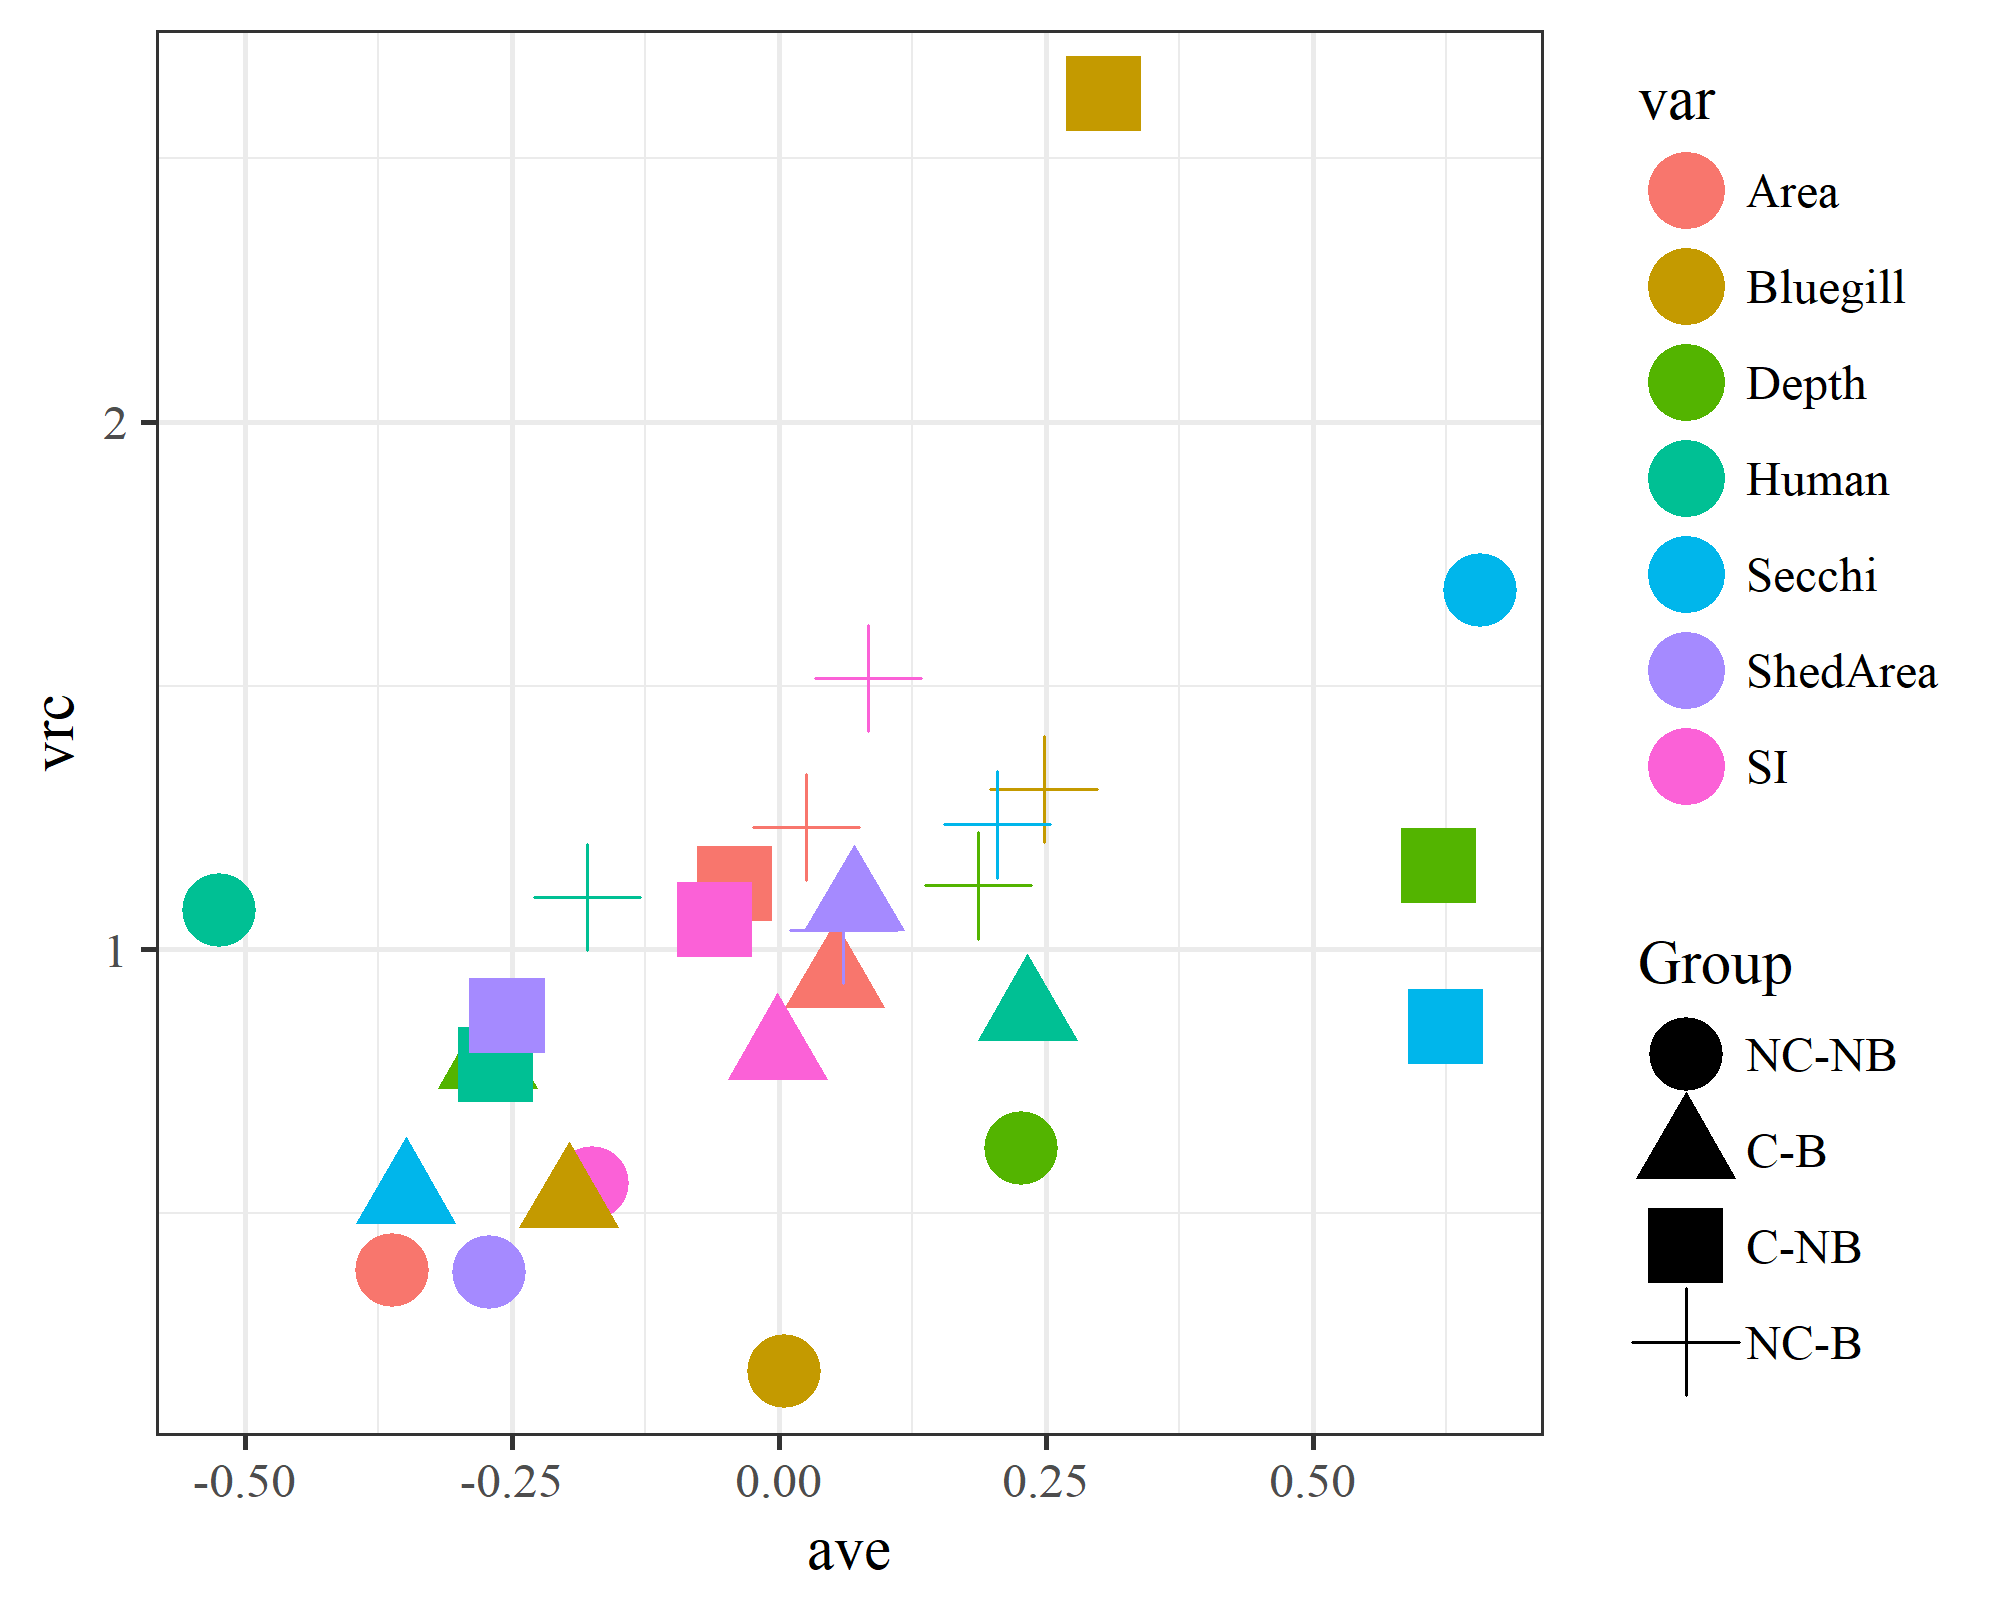 vrc
2
1
-0.50
-0.25
0.00
0.25
0.50
ave
var
Area
Bluegill
Depth
Human
Secchi
ShedArea
SI
Group
NC-NB
C-B
C-NB
NC-B